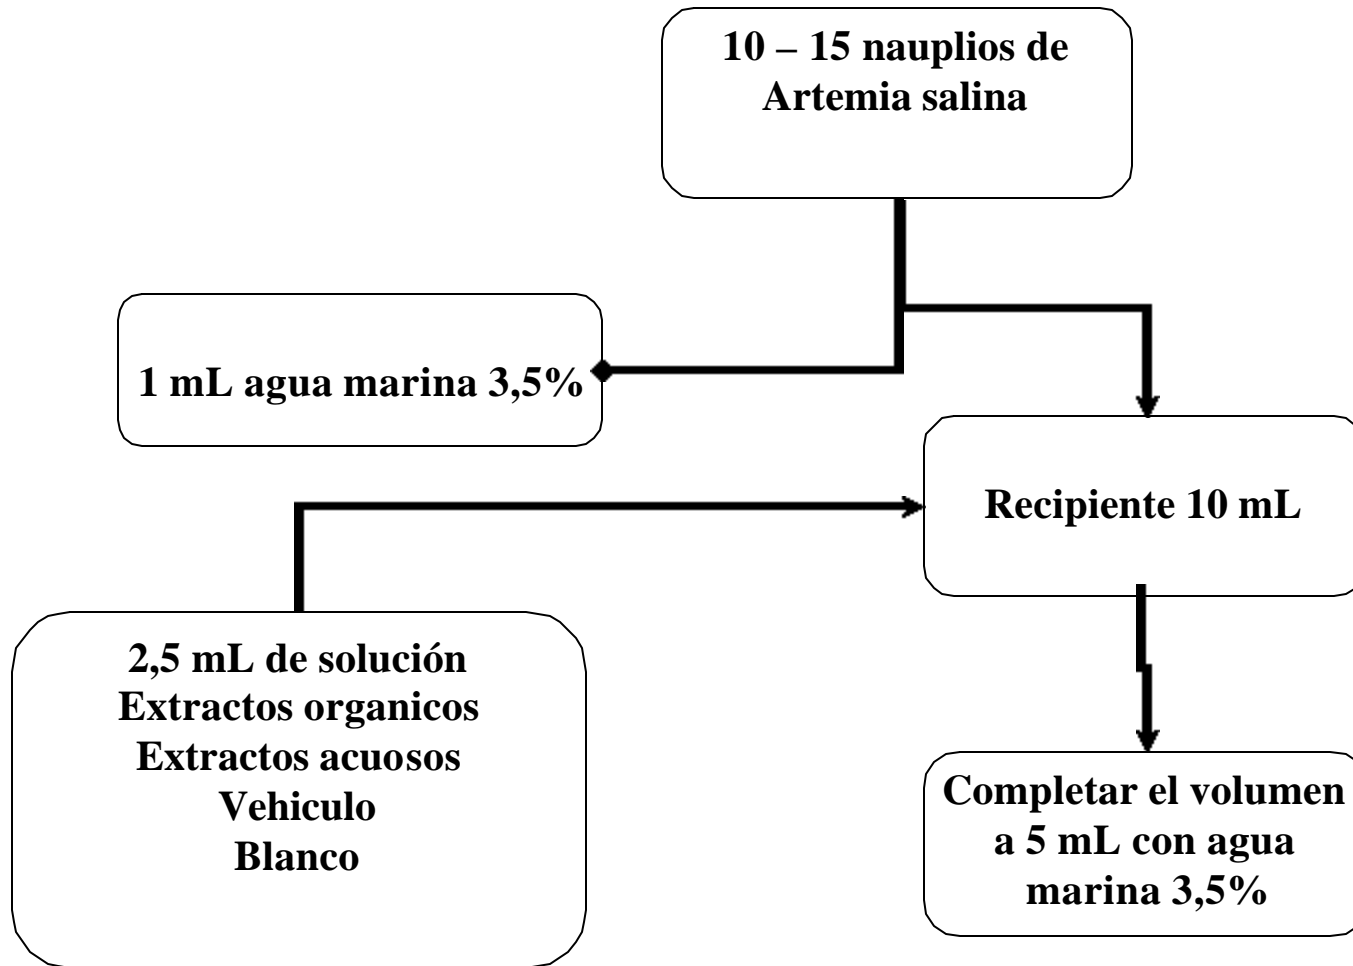 10 – 15 nauplios de
Artemia salina
1 mL agua marina 3,5%
Recipiente 10 mL
2,5 mL de solución
Extractos organicos
Extractos acuosos
Vehiculo
Blanco
Completar el volumen
a 5 mL con agua
marina 3,5%